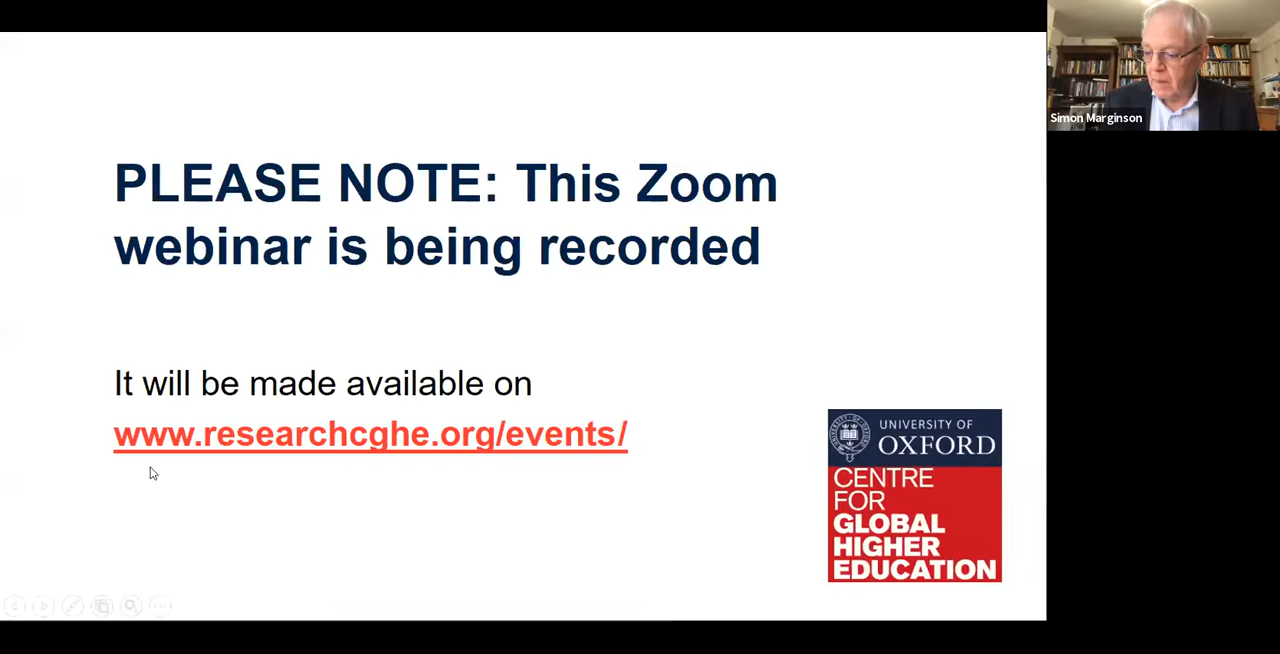 PLEASE NOTE: This Zoom
webinar is being recorded
It will be made available on
www.researchcghe.org/events/
UNIVERSITY OF
OXFORD
CENTRE
FOR
GLOBAL
HIGHER
EDUCATION
Simon Marginson